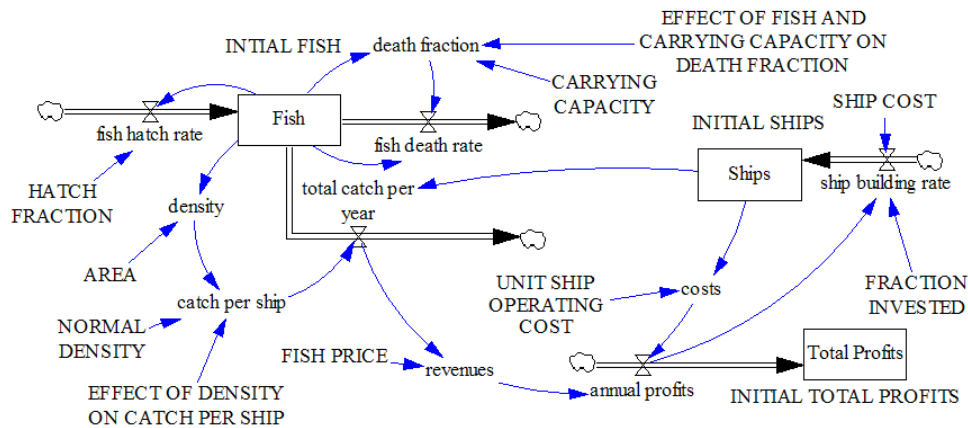 EFFECT OF FISH AND
CARRYING CAPACITY ON
DEATH FRACTION
INTIAL FISH
death fraction
CARRYING
CAPACITY
SHIP COST
Fish
fish hatch rate
fish death rate
INITIAL SHIPS
Ships
ship building rate
HATCH
FRACTION
density
total catch per
year
AREA
catch per ship
UNIT SHIP
OPERATING
COST
costs
FRACTION
INVESTED
NORMAL
DENSITY
FISH PRICE
revenues
annual profits
Total Profits
INITIAL TOTAL PROFITS
EFFECT OF DENSITY
ON CATCH PER SHIP